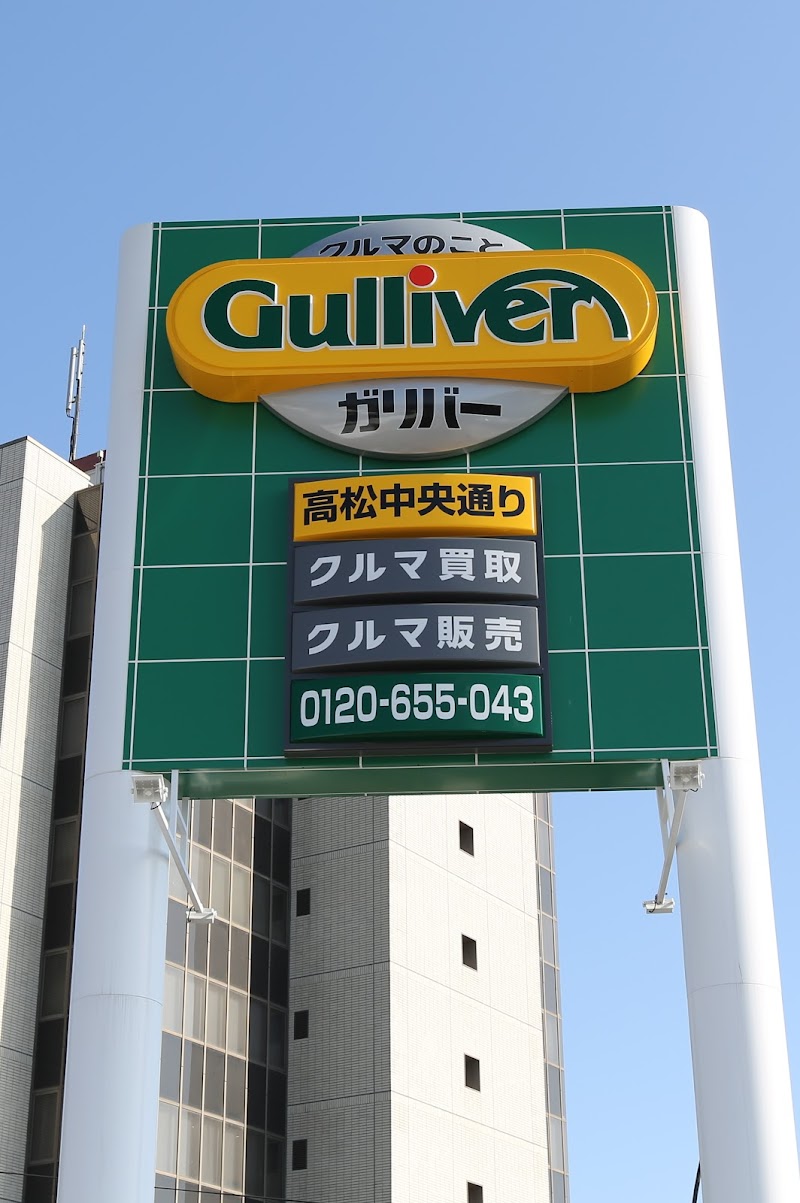 クルマのこと
Gulliver
ガリバー
高松中央通り
クルマ買取
クルマ販売
0120-655-043